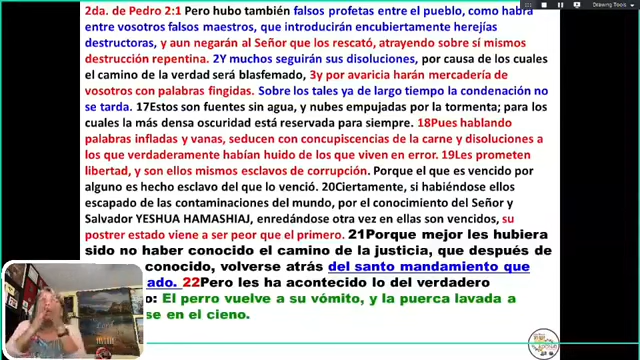 Drawing Tools
2da. de Pedro 2:1 Pero hubo también falsos profetas entre el pueblo, como habrá
entre vosotros falsos maestros, que introducirán encubiertamente herejías
destructoras, y aun negarán al Señor que los rescató, atrayendo sobre sí mismos
destrucción repentina. 2Y muchos seguirán sus disoluciones, por causa de los cuales
el camino de la verdad será blasfemado, 3y por avaricia harán mercadería de
vosotros con palabras fingidas. Sobre los tales ya de largo tiempo la condenación no
se tarda. 17Estos son fuentes sin agua, y nubes empujadas por la tormenta; para los
cuales la más densa oscuridad está reservada para siempre. 18Pues hablando
palabras infladas y vanas, seducen con concupiscencias de la carne y disoluciones a
los que verdaderamente habían huido de los que viven en error. 19Les prometen
libertad, y son ellos mismos esclavos de corrupción. Porque el que es vencido por
alguno es hecho esclavo del que lo venció. 20Ciertamente, si habiéndose ellos
escapado de las contaminaciones del mundo, por el conocimiento del Señor y
Salvador YESHUA HAMASHIAJ, enredándose otra vez en ellas son vencidos, su
postrer estado viene a ser peor que el primero. 21Porque mejor les hubiera
sido no haber conocido el camino de la justicia, que después de
conocido, volverse atrás del santo mandamiento que
ado. 22Pero les ha acontecido lo del verdadero
o: El perro vuelve a su vómito, y la puerca lavada a
se en el cieno.